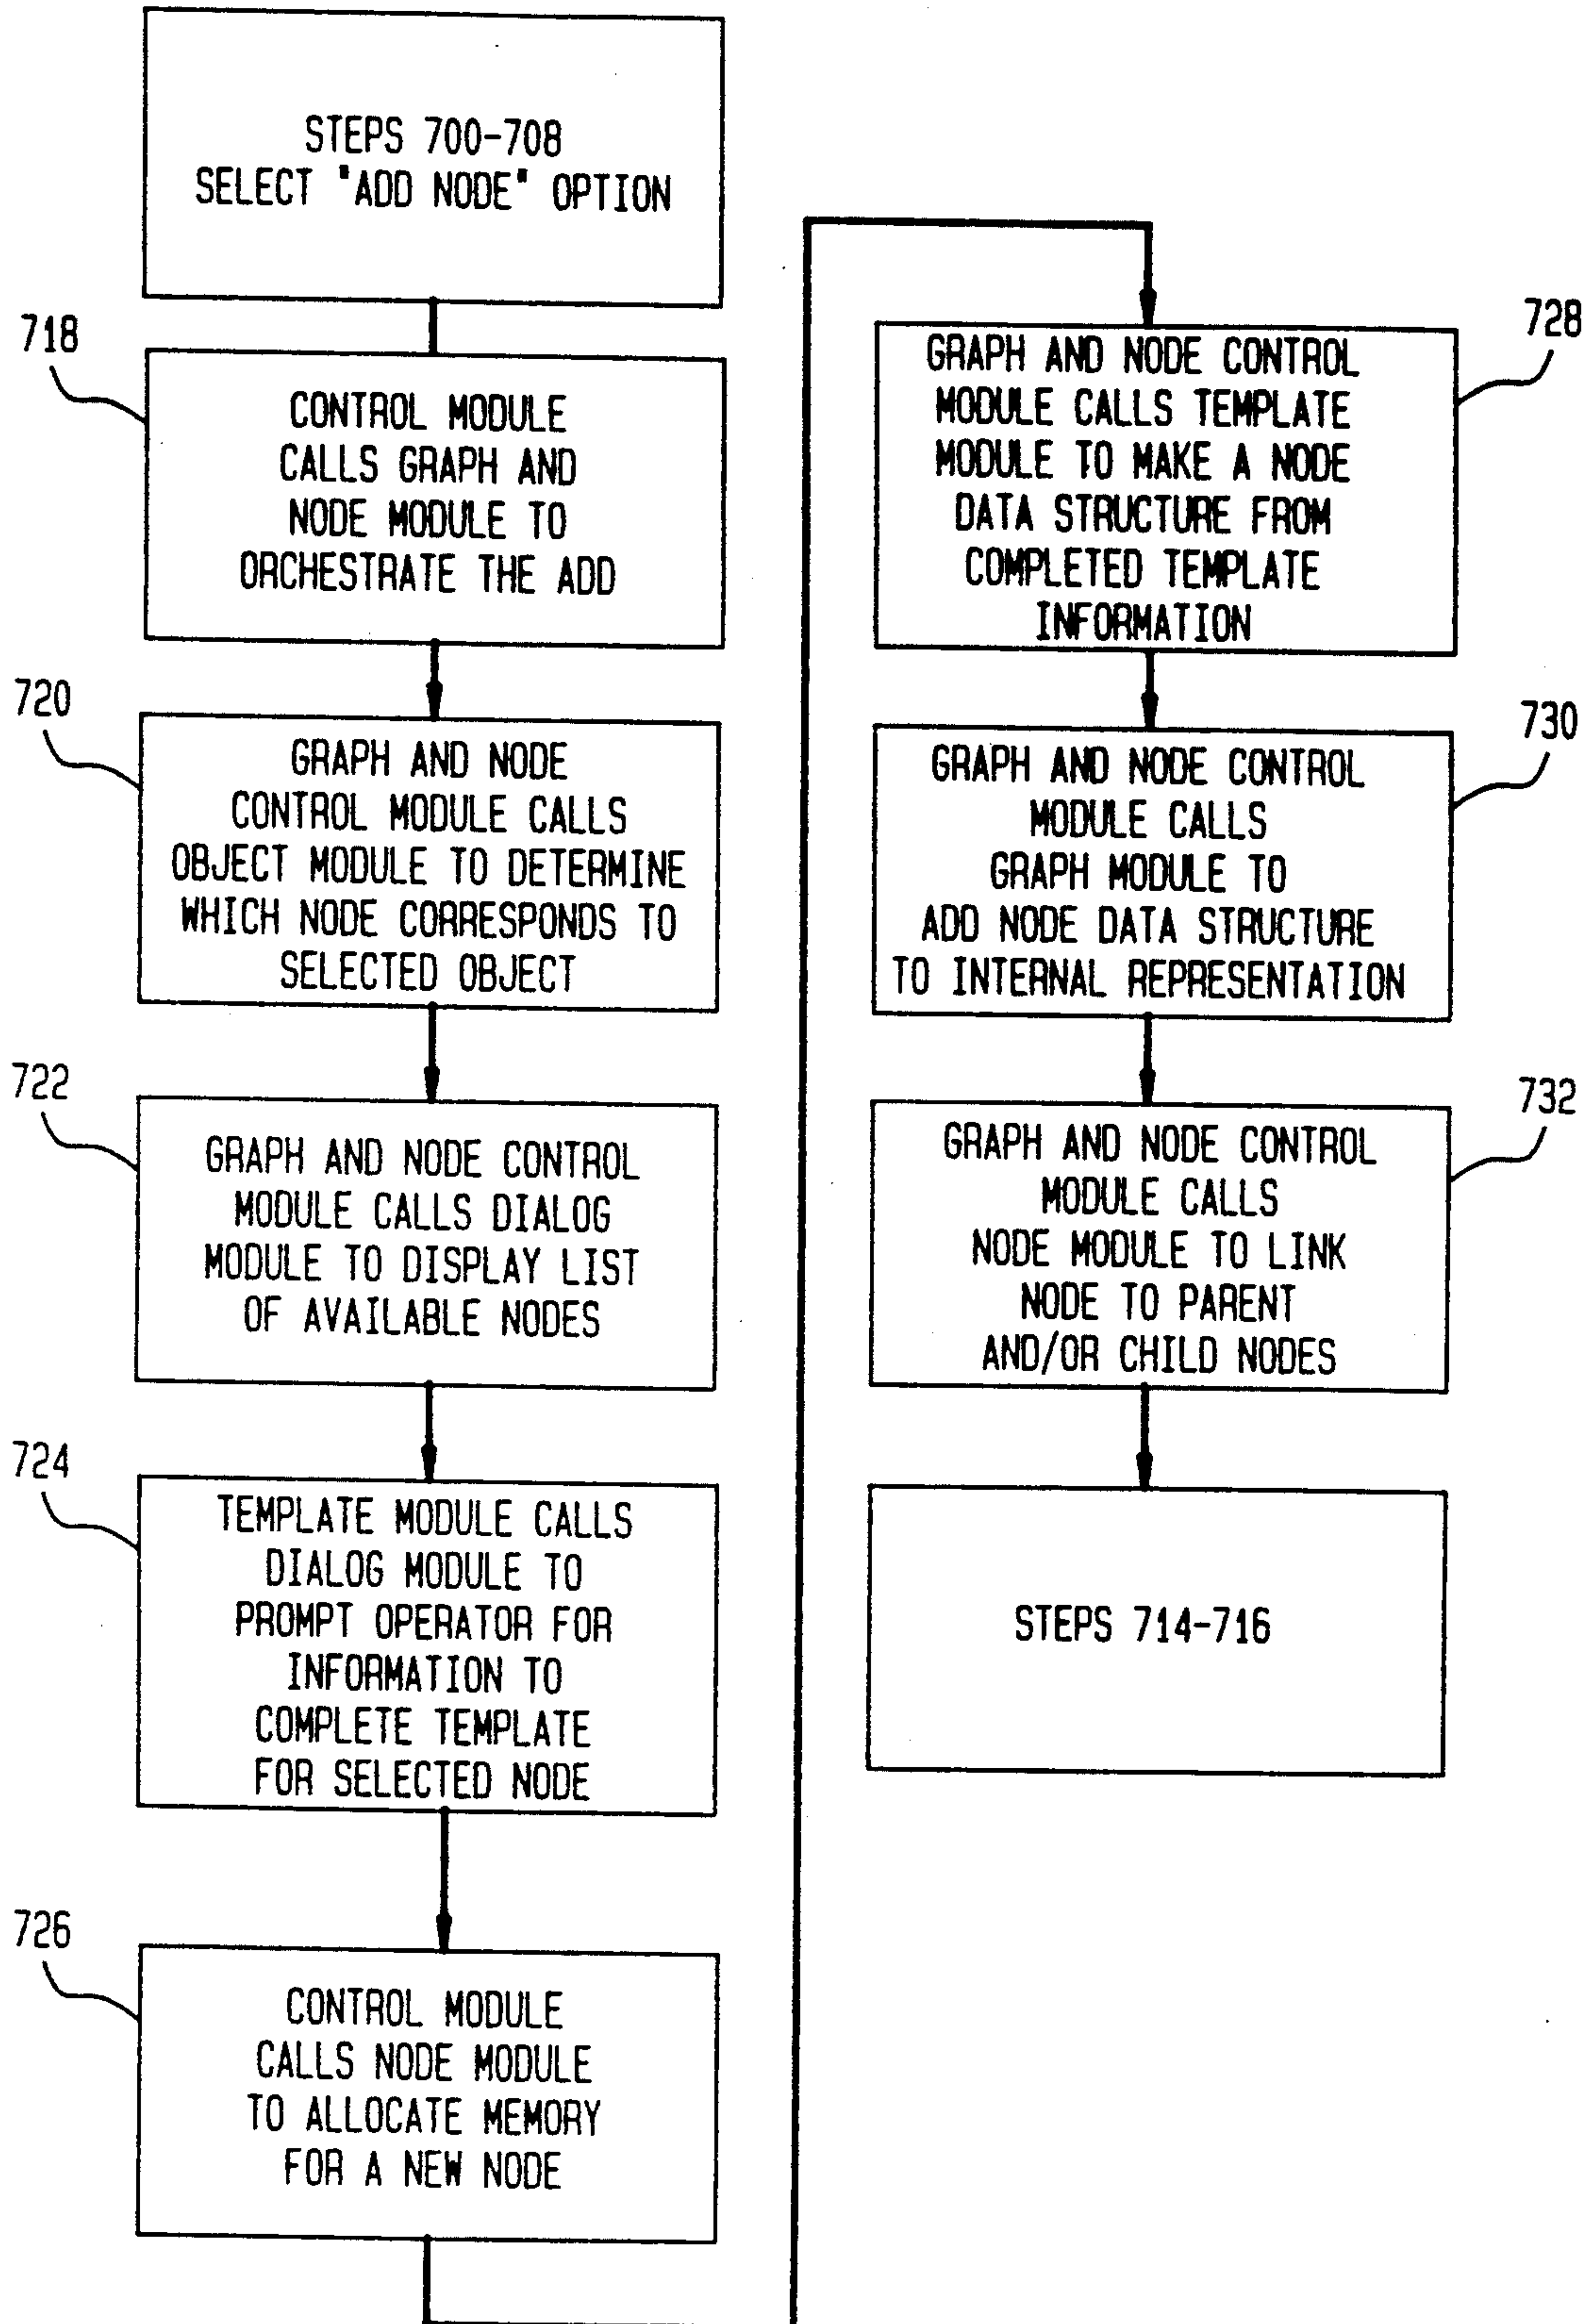 STEPS 700-708
SELECT "ADD NODE" OPTION
718
CONTROL MODULE
CALLS GRAPH AND
NODE MODULE TO
ORCHESTRATE THE ADD
720
GRAPH AND NODE
CONTROL MODULE CALLS
OBJECT MODULE TO DETERMINE
WHICH NODE CORRESPONDS TO
SELECTED OBJECT
722
GRAPH AND NODE CONTROL
MODULE CALLS DIALOG
MODULE TO DISPLAY LIST
OF AVAILABLE NODES
724
TEMPLATE MODULE CALLS
DIALOG MODULE TO
PROMPT OPERATOR FOR
INFORMATION TO
COMPLETE TEMPLATE
FOR SELECTED NODE
726
CONTROL MODULE
CALLS NODE MODULE
TO ALLOCATE MEMORY
FOR A NEW NODE
728
GRAPH AND NODE CONTROL
MODULE CALLS TEMPLATE
MODULE TO MAKE A NODE
DATA STRUCTURE FROM
COMPLETED TEMPLATE
INFORMATION
730
GRAPH AND NODE CONTROL
MODULE CALLS
GRAPH MODULE TO
ADD NODE DATA STRUCTURE
TO INTERNAL REPRESENTATION
732
GRAPH AND NODE CONTROL
MODULE CALLS
NODE MODULE TO LINK
NODE TO PARENT
AND/OR CHILD NODES
STEPS 714-716